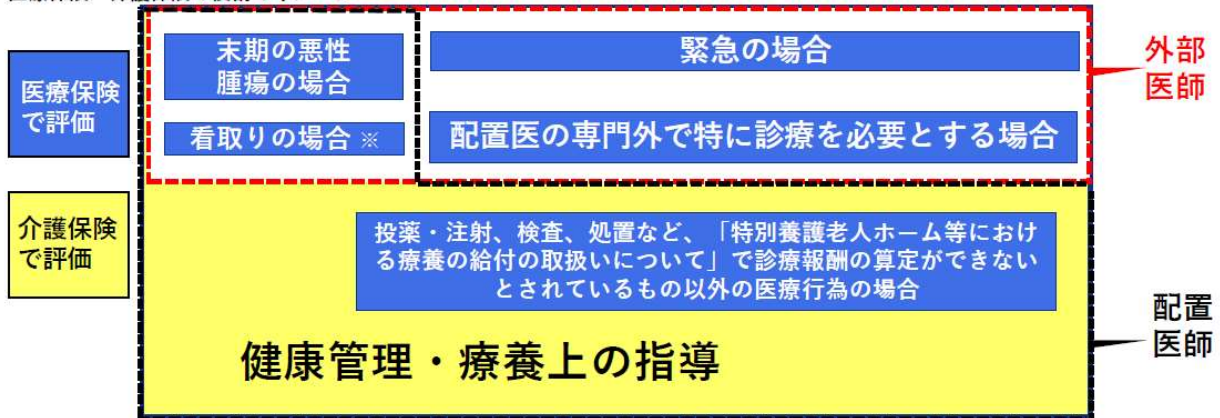 医療保険
で評価
末期の悪性
腫瘍の場合
緊急の場合
外部
医師
看取りの場合 ※
配置医の専門外で特に診療を必要とする場合
介護保険
で評価
投薬・注射、検査、処置など、「特別養護老人ホーム等におけ
る療養の給付の取扱いについて」で診療報酬の算定ができない
とされているもの以外の医療行為の場合
配置
医師
健康管理・療養上の指導